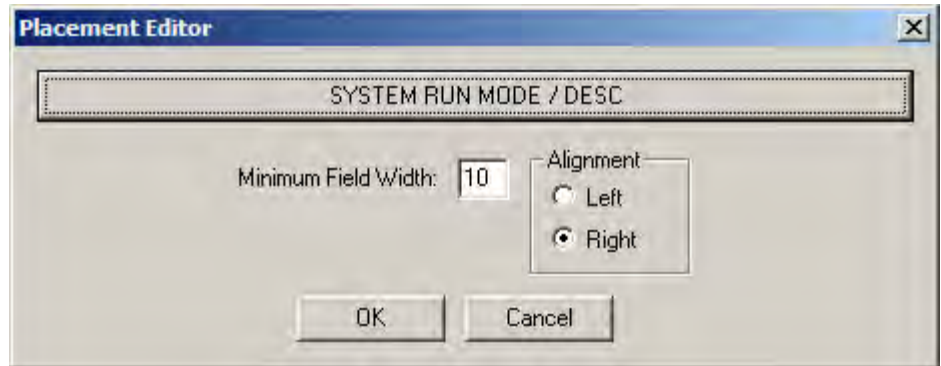 Placement Editor
SYSTEM RUN MODE / DESC
Minimum Field Width: 10
Alignment
Left
Right
OK Cancel